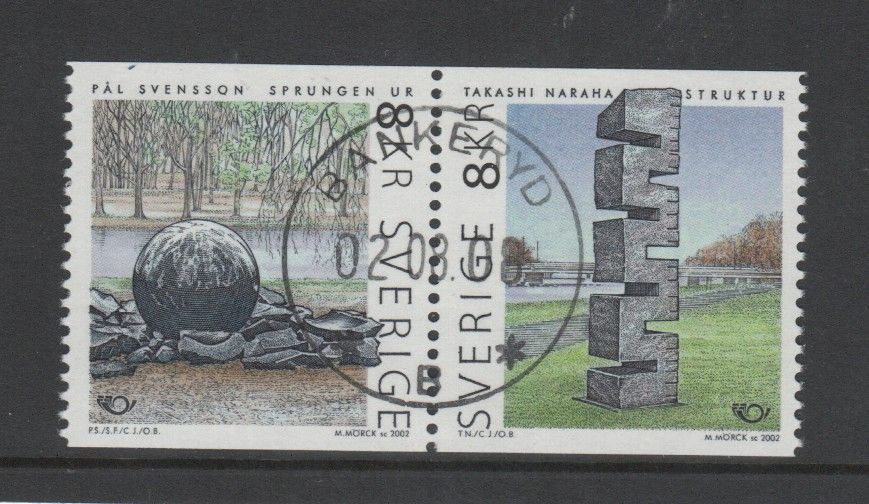 PÅL SVENSSON SPRUNGEN UR
8 KR SVERIGE
P.S./S.F./C.J./O.B.
M.MÖRCK sc 2002
TAKASHI NARAHA STRUKTUR
SVERIGE 8 KR
T.N./C.J./O.B.
M.MÖRCK sc 2002
BANKERYD
B